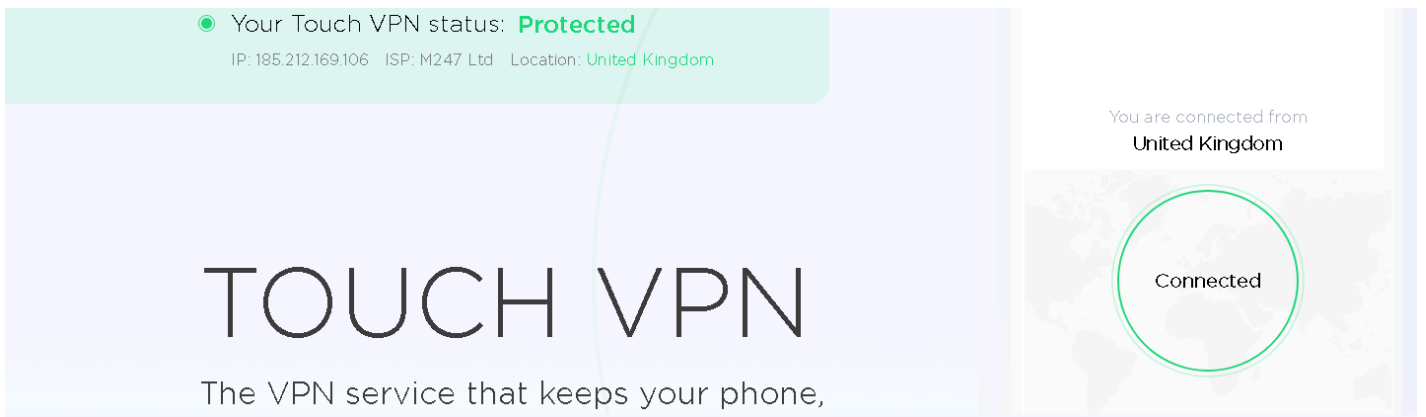 Your Touch VPN status: Protected
IP: 185.212.169.106 ISP: M247 Ltd Location: United Kingdom
TOUCH VPN
The VPN service that keeps your phone,
You are connected from
United Kingdom
Connected